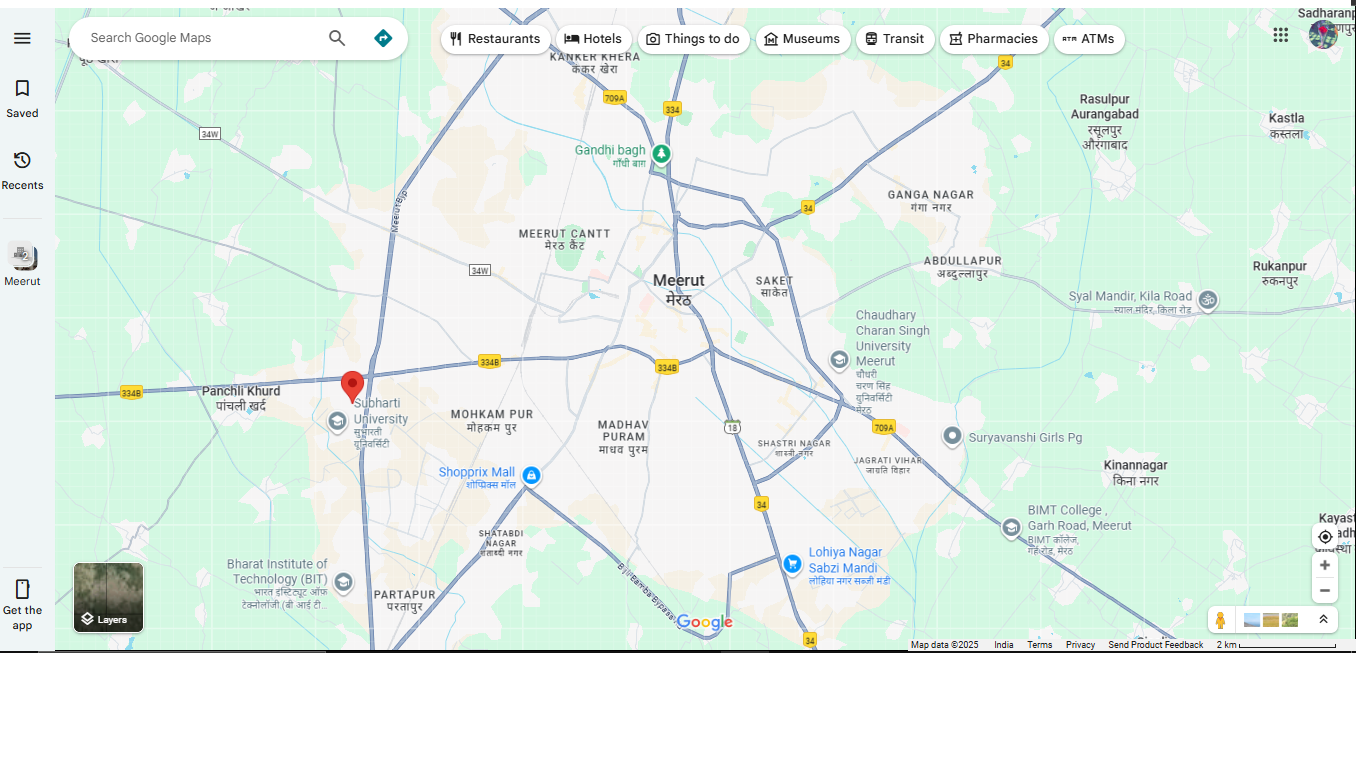 Search Google Maps
Restaurants
Hotels
Things to do
Museums
Transit
Pharmacies
ATM ATMs
Saved
Recents
Meerut
Get the
app
Layers
Sadharanp
34
34W
709A
334
KANKER KHERA
कंकर खेरा
Gandhi bagh
गाँधी बाग़
Rasulpur
Aurangabad
रसूलपुर
औरंगाबाद
Kastla
कस्तला
GANGA NAGAR
गंगा नगर
34
Meerut Byp
MEERUT CANTT
मेरठ कैंट
34W
Meerut
मेरठ
SAKET
साकेत
ABDULLAPUR
अब्दुल्लापुर
Rukanpur
रुकनपुर
Syal Mandir, Kila Road
स्याल मंदिर, क़िला रोड
Chaudhary
Charan Singh
University
Meerut
चौधरी
चरण सिंह
यूनिवर्सिटी
मेरठ
334B
334B
334B
Panchli Khurd
पांचली खुर्द
Subharti
University
सुभारती
यूनिवर्सिटी
MOHKAM PUR
मोहकम पुर
MADHAV
PURAM
माधव पुरम
18
709A
SHASTRI NAGAR
शास्त्री नगर
JAGRATI VIHAR
जाग्रति विहार
Suryavanshi Girls Pg
Kinannagar
किना नगर
Shopprix Mall
शोप्प्रिक्स मॉल
34
BIMT College ,
Garh Road, Meerut
BIMT कॉलेज,
गर्ह रोड, मेरठ
Kayast
SHATABDI
NAGAR
शताब्दी नगर
Lohiya Nagar
Sabzi Mandi
लोहिया नगर सब्जी मंडी
Bharat Institute of
Technology (BIT)
भारत इंस्टिट्यूट ऑफ़
टेक्नोलॉजी (बी आई टी...
PARTAPUR
परतापुर
34
Google
Map data ©2025 India Terms Privacy Send Product Feedback 2 km